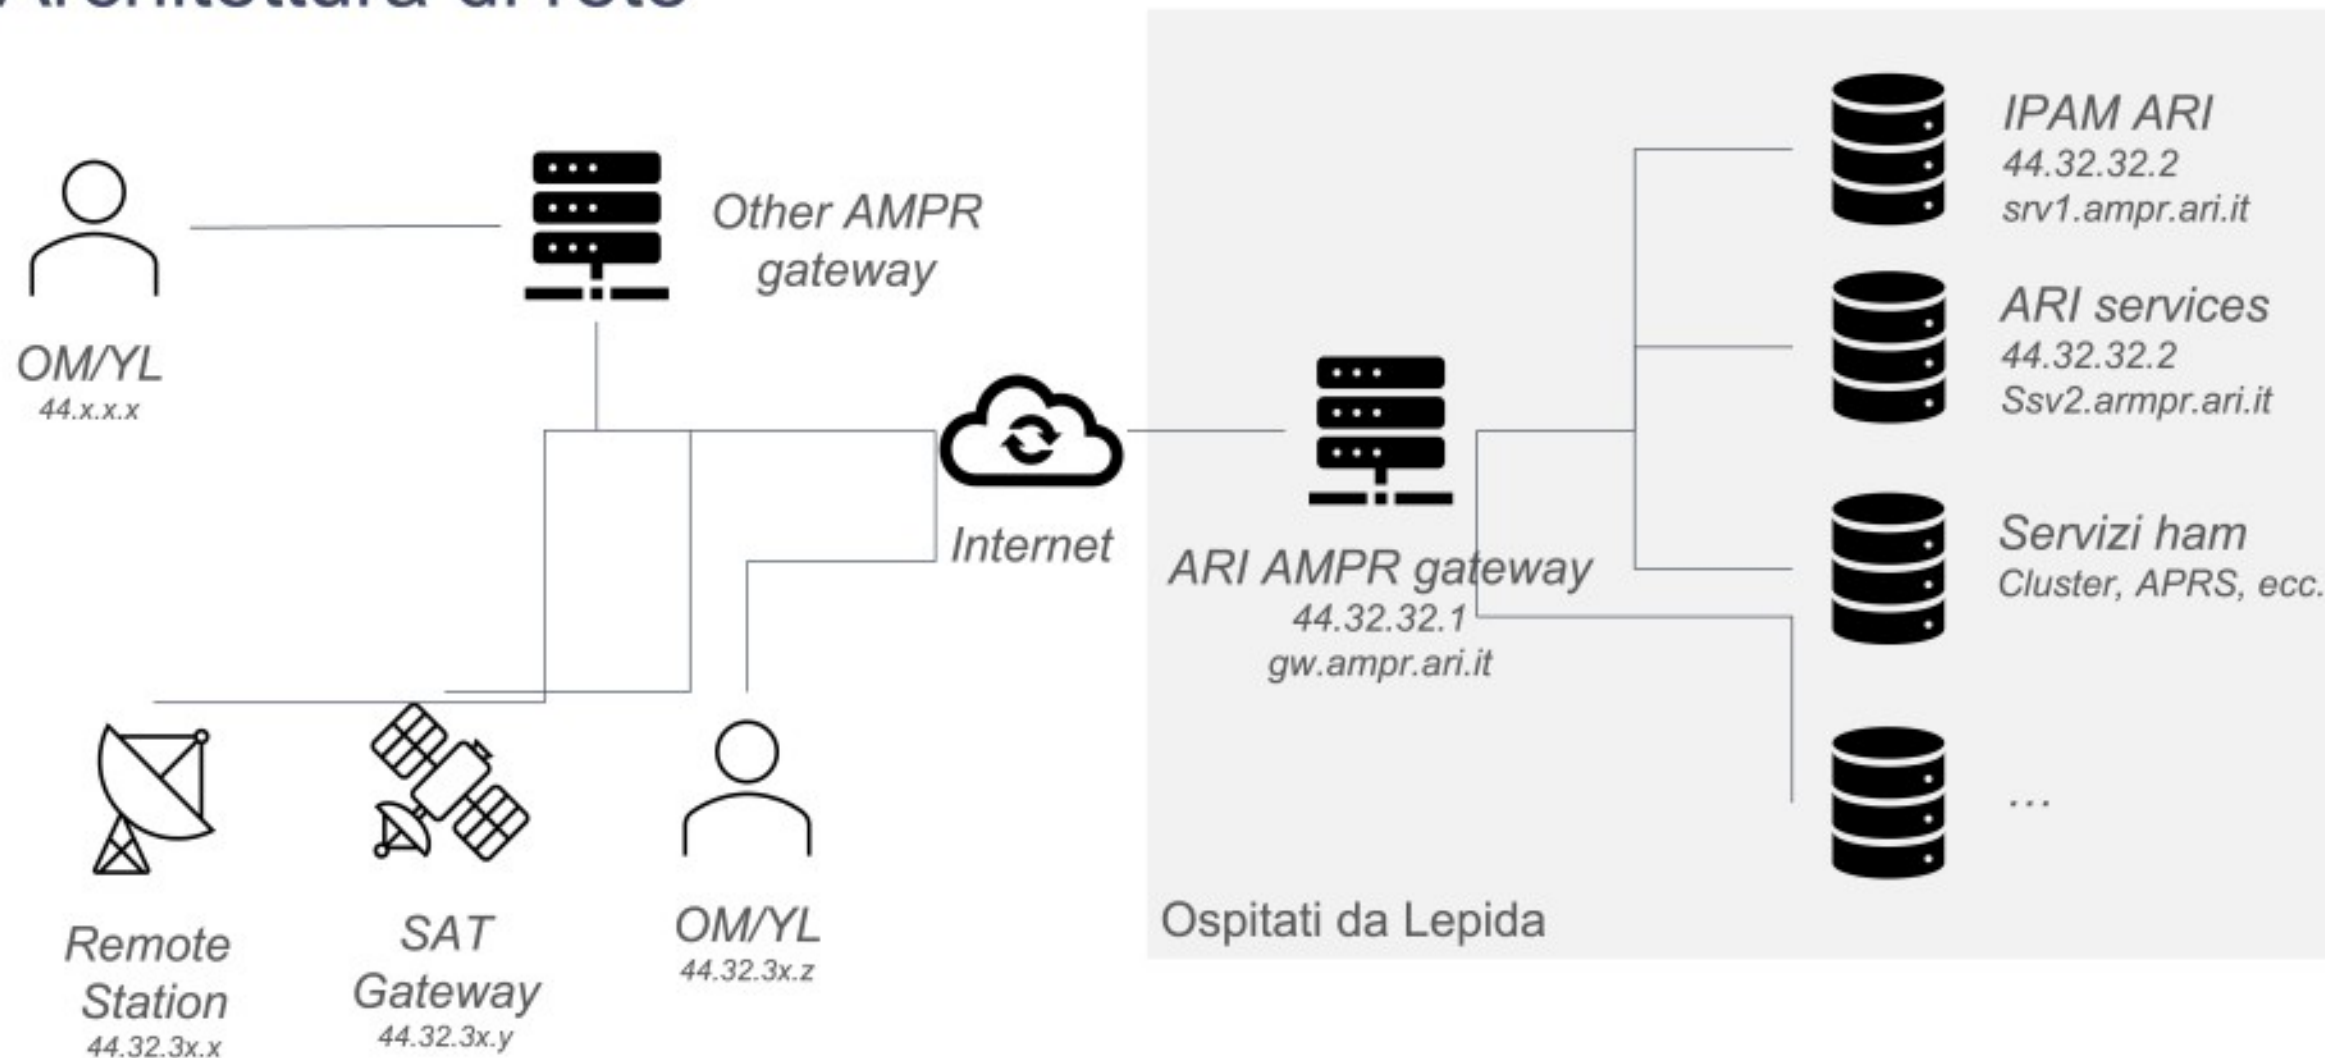 Architettura di rete
OM/YL
44.x.x.x
Other AMPR
gateway
Internet
Remote
Station
44.32.3x.x
SAT
Gateway
44.32.3x.y
OM/YL
44.32.3x.z
ARI AMPR gateway
44.32.32.1
gw.ampr.ari.it
IPAM ARI
44.32.32.2
srv1.ampr.ari.it
ARI services
44.32.32.2
Ssv2.armpr.ari.it
Servizi ham
Cluster, APRS, ecc.
...
Ospitati da Lepida